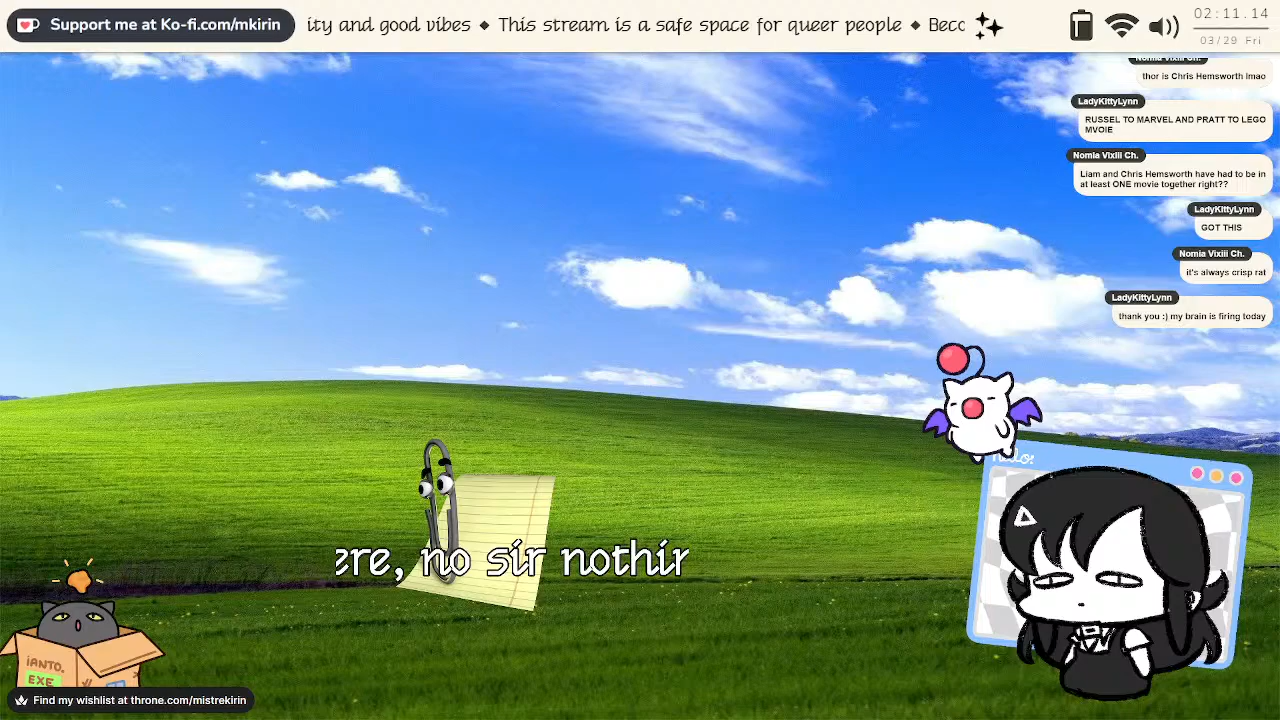 Support me at Ko-fi.com/mkirin
ity and good vibes ◆ This stream is a safe space for queer people ◆ Becc
02:11.14
03/29 Fri
Nomia Vixiii Ch.
thor is Chris Hemsworth lmao
LadyKittyLynn
RUSSEL TO MARVEL AND PRATT TO LEGO
MVOIE
Nomia Vixiii Ch.
Liam and Chris Hemsworth have had to be in
at least ONE movie together right??
LadyKittyLynn
GOT THIS
Nomia Vixiii Ch.
it's always crisp rat
LadyKittyLynn
thank you :) my brain is firing today
Hello!
ere, no sir nothir
iANTO.
EXE
Find my wishlist at throne.com/mistrekirin